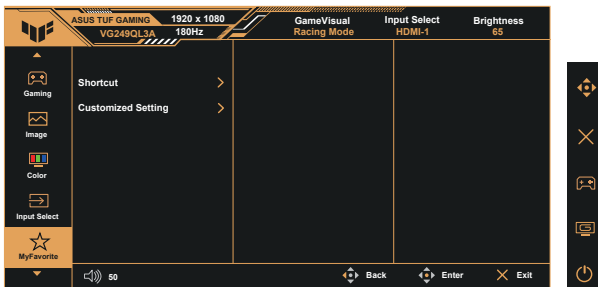 ASUS TUF GAMING 1920 x 1080 GameVisual Input Select Brightness
VG249QL3A 180Hz Racing Mode HDMI-1 65
Gaming
Shortcut
Customized Setting
Image
Color
Input Select
MyFavorite
50 Back Enter Exit